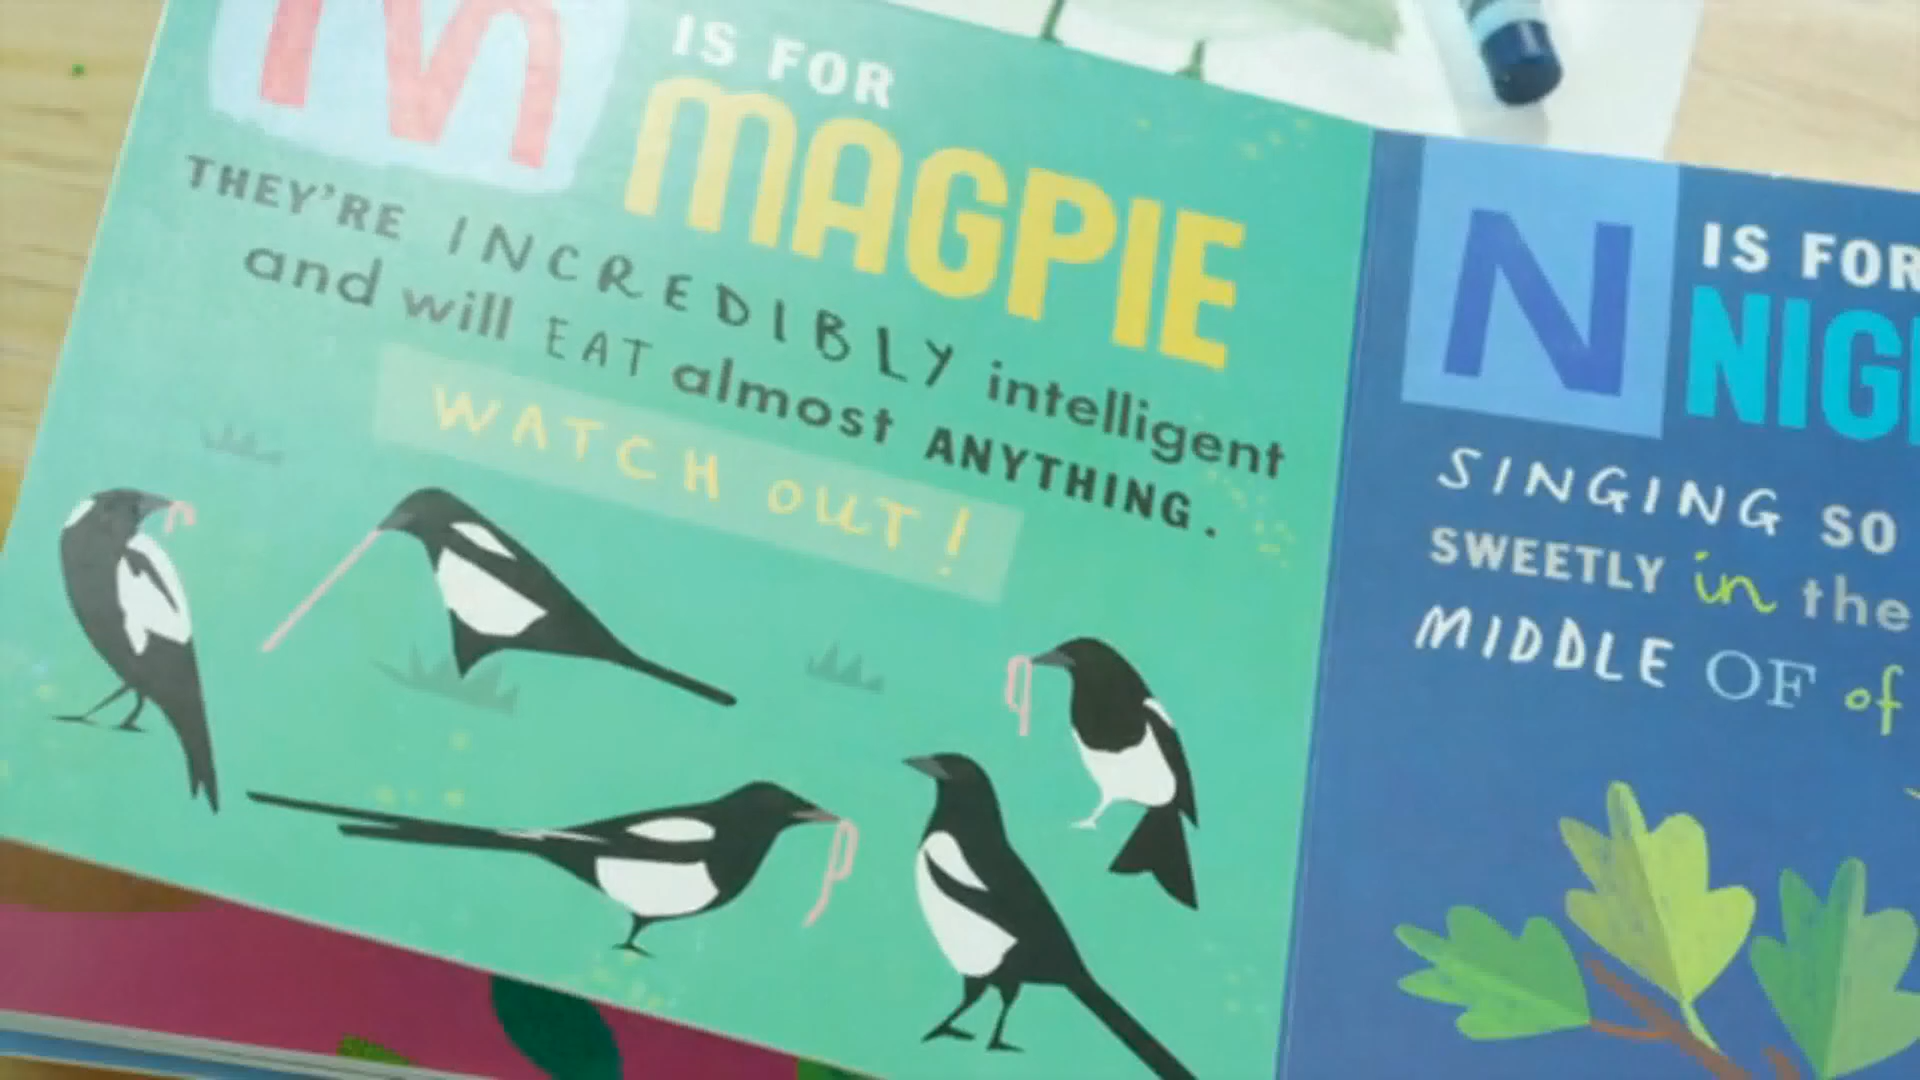 M IS FOR
MAGPIE
THEY'RE INCREDIBLY intelligent
and will EAT almost ANYTHING.
WATCH OUT!
N IS FOR
SINGING SO
SWEETLY in the
MIDDLE OF of